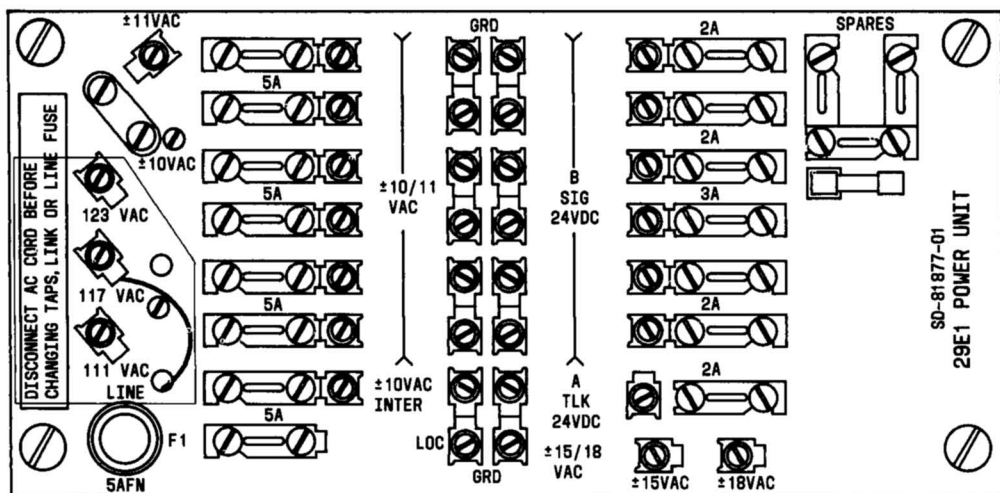 ±11VAC
±10VAC
DISCONNECT AC CORD BEFORE
CHANGING TAPS, LINK OR LINE FUSE
123 VAC
117 VAC
111 VAC
LINE
F1
5AFN
5A
5A
5A
5A
±10/11
VAC
±10VAC
INTER
GRD
LOC
GRD
B
SIG
24VDC
A
TLK
24VDC
±15/18
VAC
2A
2A
3A
2A
2A
±15VAC
±18VAC
SPARES
SD-81877-01
29E1 POWER UNIT